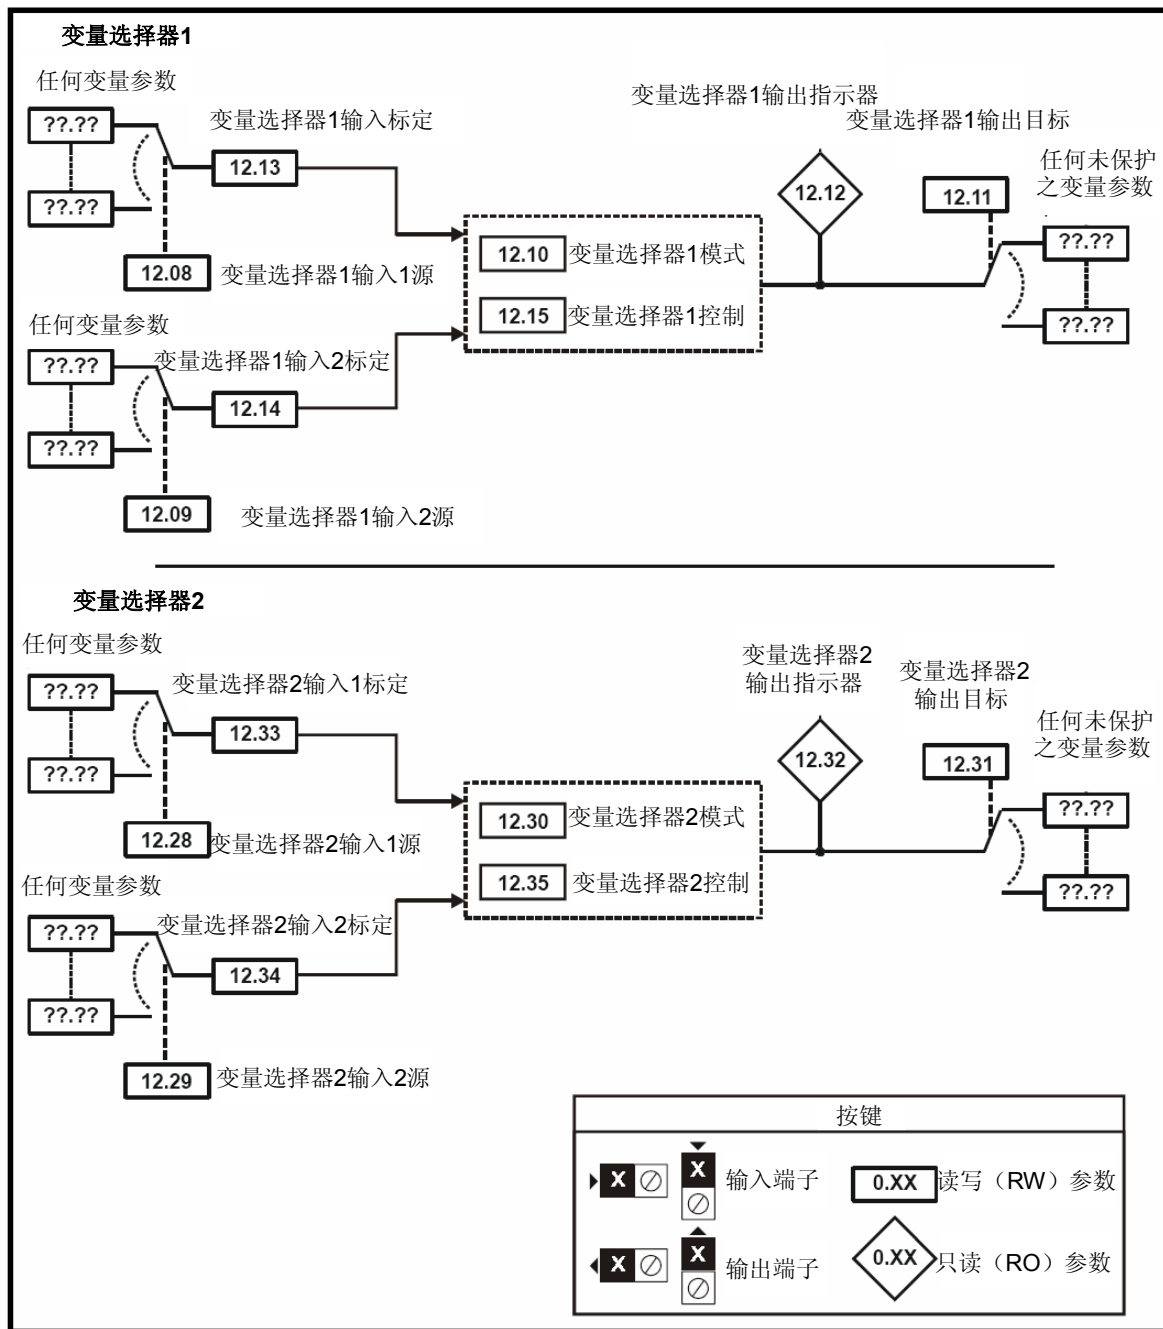 变量选择器1
任何变量参数
变量选择器1输出指示器
变量选择器1输出目标
变量选择器1输入标定
任何未保护
之变量参数
??.??
12.13
12.12
12.11
??.??
??.??
12.10 变量选择器1模式
12.08 变量选择器1输入1源
12.15 变量选择器1控制
??.??
任何变量参数
??.??
变量选择器1输入2标定
12.14
??.??
12.09 变量选择器1输入2源
变量选择器2
任何变量参数
变量选择器2
输出指示器
变量选择器2
输出目标
变量选择器2输入1标定
任何未保护
之变量参数
??.??
12.33
12.32
12.31
??.??
??.??
12.30 变量选择器2模式
12.28 变量选择器2输入1源
12.35 变量选择器2控制
??.??
任何变量参数
??.??
变量选择器2输入2标定
12.34
??.??
12.29 变量选择器2输入2源
按键
X X 输入端子 0.XX 读写（RW）参数
X X 输出端子 0.XX 只读（RO）参数